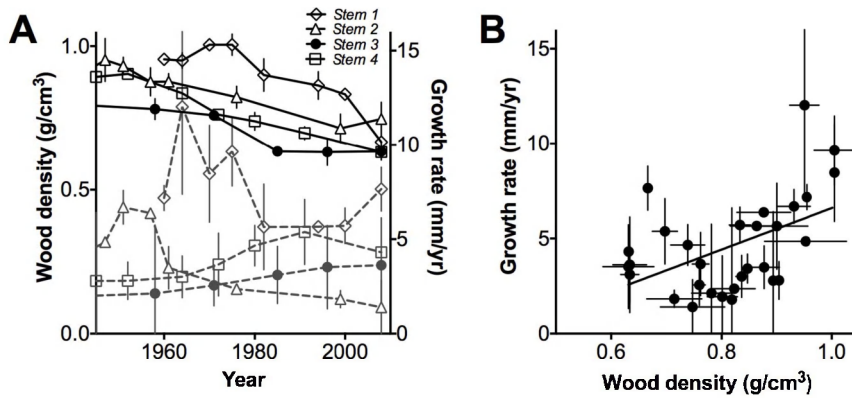 A
Stem 1
Stem 2
Stem 3
Stem 4
Wood density (g/cm³)
1.0
0.5
0.0
15
10
5
0
Growth rate (mm/yr)
1960
1980
2000
Year
B
Growth rate (mm/yr)
15
10
5
0
0.6
0.8
1.0
Wood density (g/cm³)